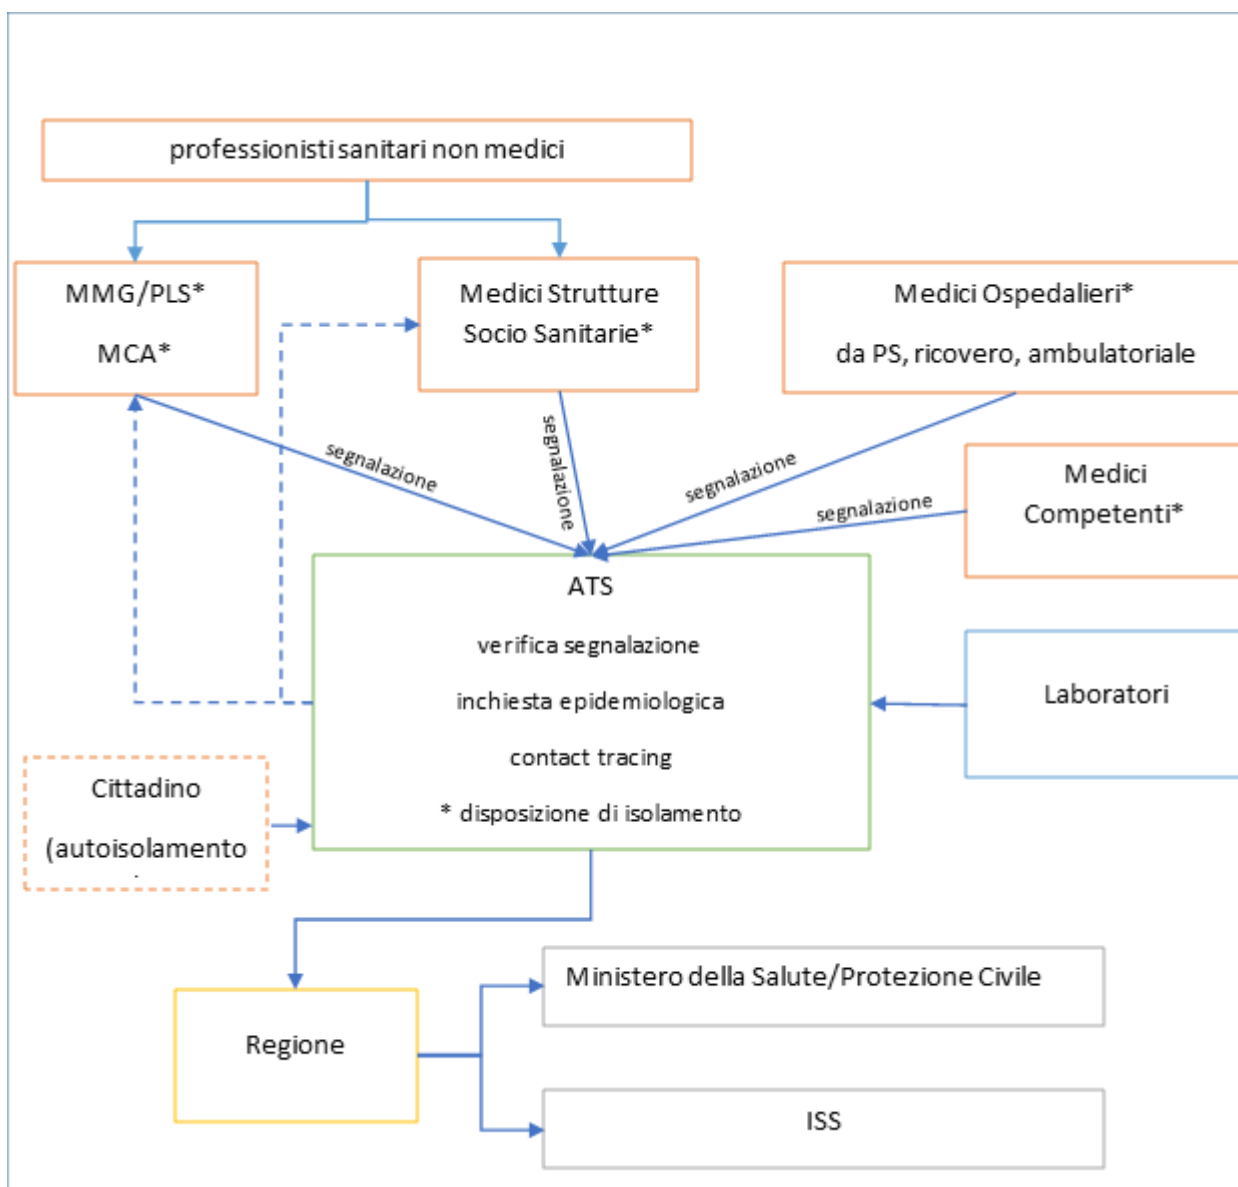 professionisti sanitari non medici
MMG/PLS*
MCA*
Medici Strutture
Socio Sanitarie*
Medici Ospedalieri*
da PS, ricovero, ambulatoriale
segnalazione
segnalazione
segnalazione
segnalazione
Medici
Competenti*
ATS
verifica segnalazione
inchiesta epidemiologica
contact tracing
* disposizione di isolamento
Laboratori
Cittadino
(autoisolamento
Regione
Ministero della Salute/Protezione Civile
ISS